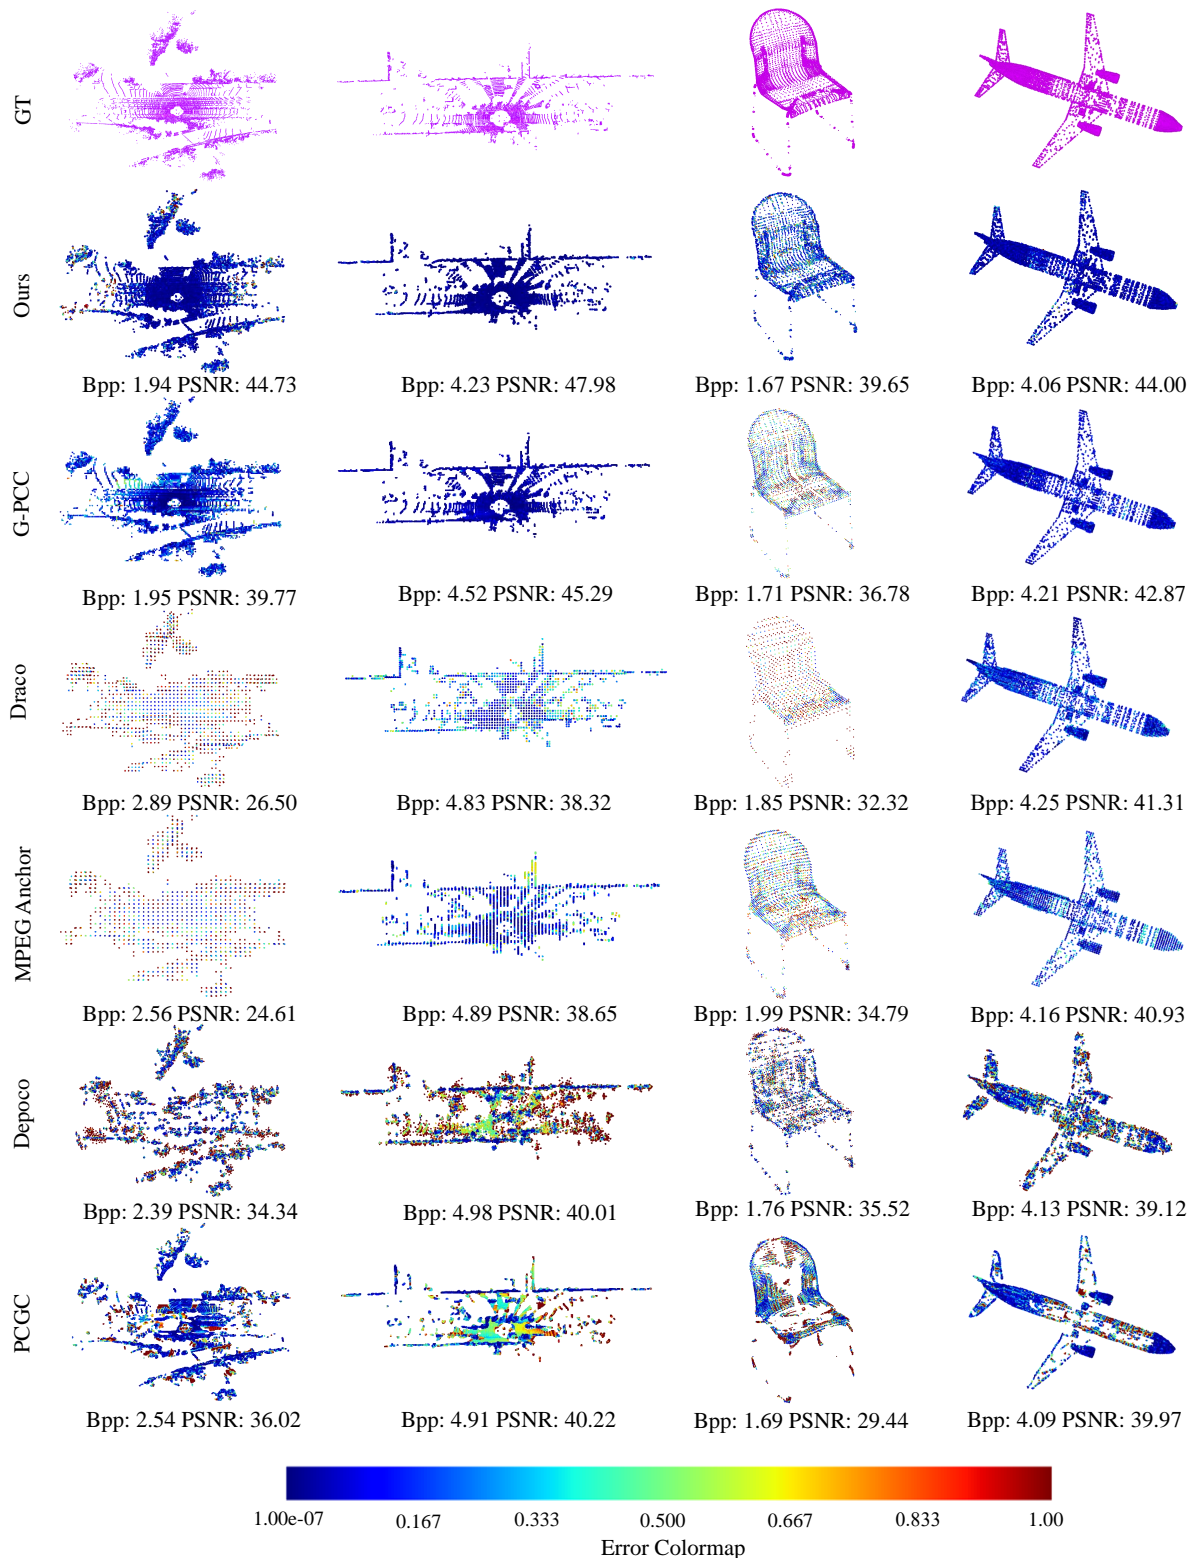 GT
Ours
Bpp: 1.94 PSNR: 44.73
Bpp: 4.23 PSNR: 47.98
Bpp: 1.67 PSNR: 39.65
Bpp: 4.06 PSNR: 44.00
G-PCC
Bpp: 1.95 PSNR: 39.77
Bpp: 4.52 PSNR: 45.29
Bpp: 1.71 PSNR: 36.78
Bpp: 4.21 PSNR: 42.87
Draco
Bpp: 2.89 PSNR: 26.50
Bpp: 4.83 PSNR: 38.32
Bpp: 1.85 PSNR: 32.32
Bpp: 4.25 PSNR: 41.31
MPEG Anchor
Bpp: 2.56 PSNR: 24.61
Bpp: 4.89 PSNR: 38.65
Bpp: 1.99 PSNR: 34.79
Bpp: 4.16 PSNR: 40.93
Depoco
Bpp: 2.39 PSNR: 34.34
Bpp: 4.98 PSNR: 40.01
Bpp: 1.76 PSNR: 35.52
Bpp: 4.13 PSNR: 39.12
PCGC
Bpp: 2.54 PSNR: 36.02
Bpp: 4.91 PSNR: 40.22
Bpp: 1.69 PSNR: 29.44
Bpp: 4.09 PSNR: 39.97
1.00e-07 0.167 0.333 0.500 0.667 0.833 1.00
Error Colormap